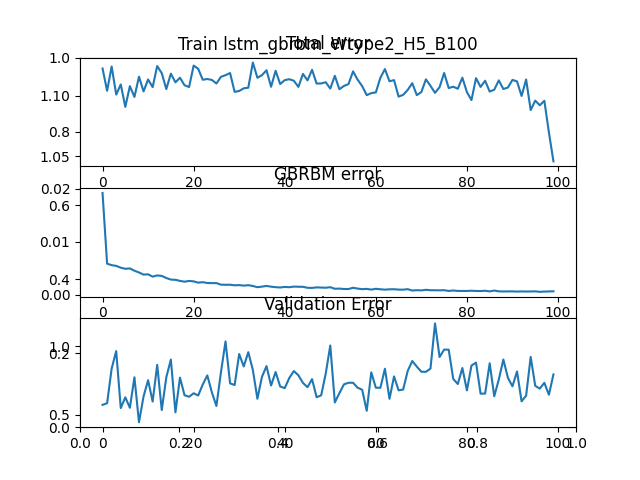 Train lstm_gbrbm_Wtype2_H5_B100
Total error
1.0
1.10
0.8
1.05
0 20 40 60 80 100
GBRBM error
0.02
0.6
0.01
0.4
0.00
0 20 40 60 80 100
Validation Error
1.0
0.2
0.5
0.0
0.0 0 0.2 20 0.4 40 0.6 60 80 0.8 100 1.0